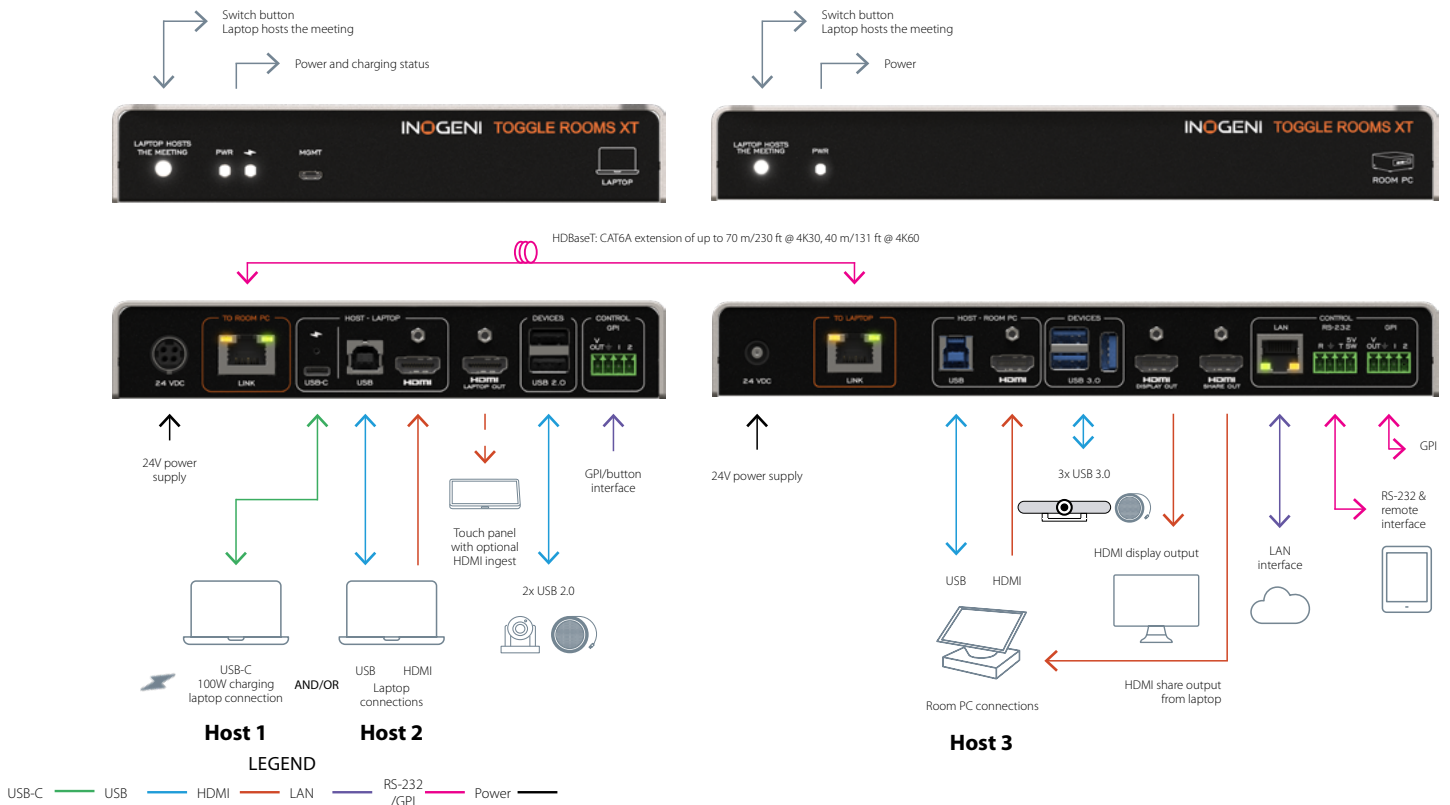 Switch button
Laptop hosts the meeting
Power and charging status
Switch button
Laptop hosts the meeting
Power
INOGENI TOGGLE ROOMS XT
LAPTOP HOSTS
THE MEETING
PWR
MGMT
LAPTOP
INOGENI TOGGLE ROOMS XT
LAPTOP HOSTS
THE MEETING
PWR
ROOM PC
HDBaseT: CAT6A extension of up to 70 m/230 ft @ 4K30, 40 m/131 ft @ 4K60
TO ROOM PC
HOST - LAPTOP
DEVICES
CONTROL
GPI
V
OUT ⏚ 1 2
24 VDC
LINK
USB-C
USB
HDMI
HDMI
LAPTOP OUT
USB 2.0
TO LAPTOP
HOST - ROOM PC
DEVICES
CONTROL
LAN
RS-232
GPI
5V
R ⏚ T SW
V
OUT ⏚ 1 2
24 VDC
LINK
USB
HDMI
USB 3.0
HDMI
DISPLAY OUT
HDMI
SHARE OUT
24V power
supply
GPI/button
interface
Touch panel
with optional
HDMI ingest
2x USB 2.0
USB-C
100W charging
laptop connection
AND/OR
USB HDMI
Laptop
connections
Host 1
Host 2
24V power supply
3x USB 3.0
GPI
RS-232 &
remote
interface
HDMI display output
LAN
interface
USB HDMI
HDMI share output
from laptop
Room PC connections
Host 3
LEGEND
USB-C USB HDMI LAN RS-232
/GPI Power